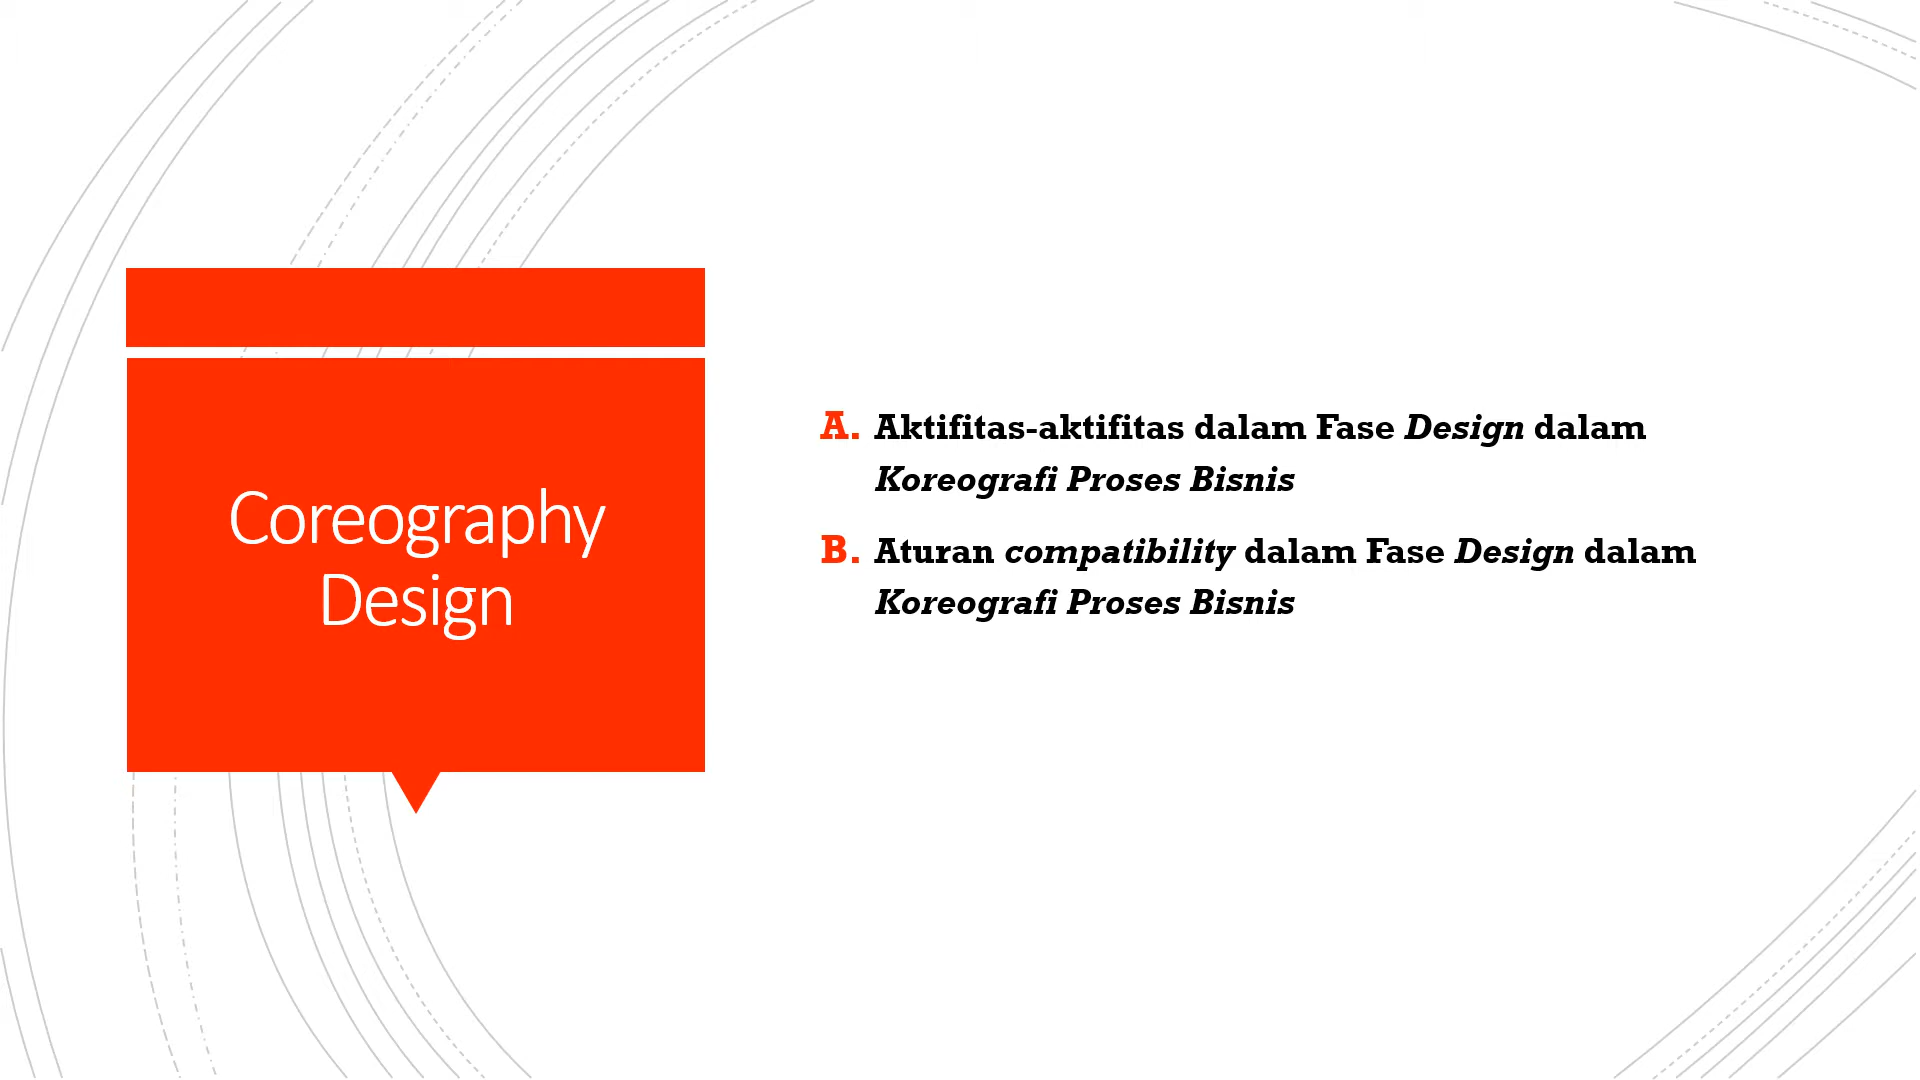 Coreography
Design
A. Aktifitas-aktifitas dalam Fase Design dalam
Koreografi Proses Bisnis
B. Aturan compatibility dalam Fase Design dalam
Koreografi Proses Bisnis